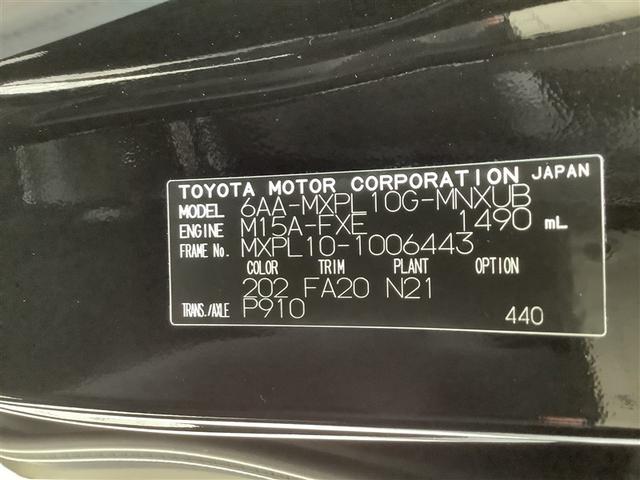 TOYOTA MOTOR CORPORATION JAPAN
MODEL 6AA-MXPL10G-MNXUB
ENGINE M15A-FXE 1490 mL
FRAME No. MXPL10-1006443
COLOR TRIM PLANT OPTION
202 FA20 N21
TRANS./AXLE P910 440